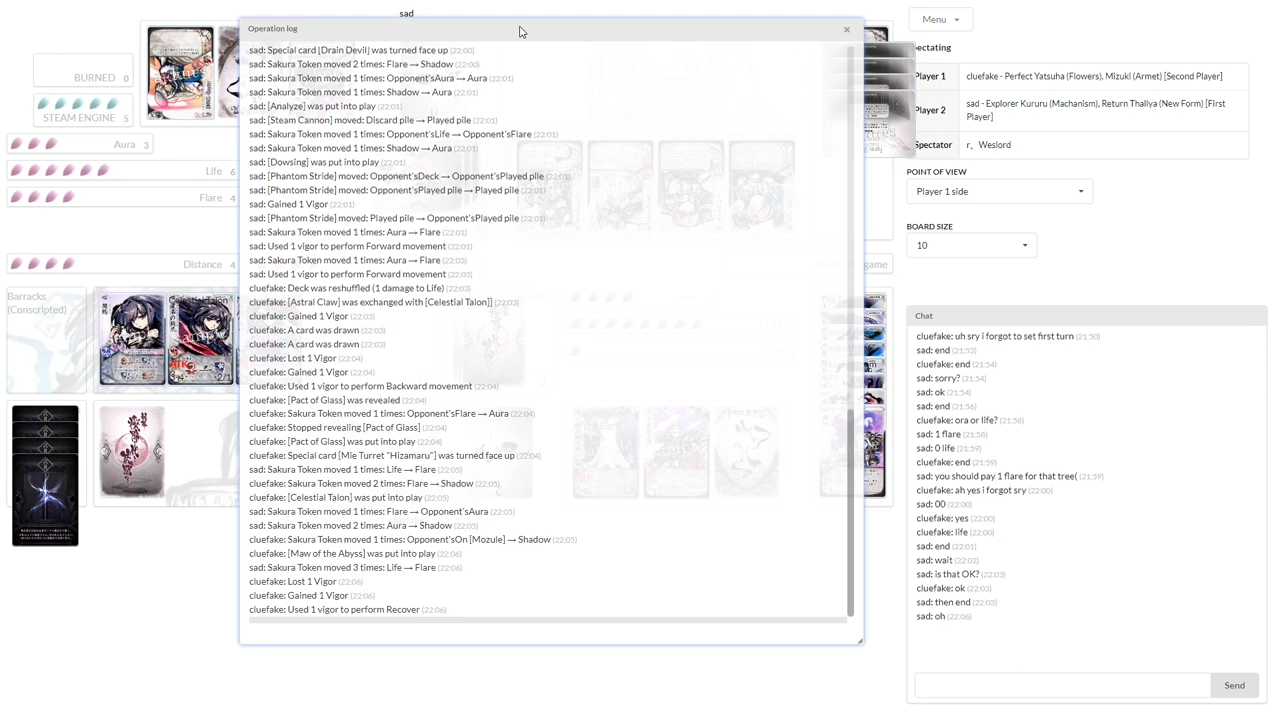 sad
Operation log
sad: Special card [Drain Devil] was turned face up (22:00)
sad: Sakura Token moved 2 times: Flare → Shadow (22:00)
sad: Sakura Token moved 1 times: Opponent'sAura → Aura (22:01)
sad: Sakura Token moved 1 times: Shadow → Aura (22:01)
sad: [Analyze] was put into play (22:01)
sad: [Steam Cannon] moved: Discard pile → Played pile (22:01)
sad: Sakura Token moved 1 times: Opponent'sLife → Opponent'sFlare (22:01)
sad: Sakura Token moved 1 times: Shadow → Aura (22:01)
sad: [Dowsing] was put into play (22:01)
sad: [Phantom Stride] moved: Opponent'sDeck → Opponent'sPlayed pile (22:01)
sad: [Phantom Stride] moved: Opponent'sPlayed pile → Played pile (22:01)
sad: Gained 1 Vigor (22:01)
sad: [Phantom Stride] moved: Played pile → Opponent'sPlayed pile (22:01)
sad: Sakura Token moved 1 times: Aura → Flare (22:01)
sad: Used 1 vigor to perform Forward movement (22:01)
sad: Sakura Token moved 1 times: Aura → Flare (22:03)
sad: Used 1 vigor to perform Forward movement (22:03)
cluefake: Deck was reshuffled (1 damage to Life) (22:03)
cluefake: [Astral Claw] was exchanged with [Celestial Talon]] (22:03)
cluefake: Gained 1 Vigor (22:03)
cluefake: A card was drawn (22:03)
cluefake: A card was drawn (22:03)
cluefake: Lost 1 Vigor (22:04)
cluefake: Gained 1 Vigor (22:04)
cluefake: Used 1 vigor to perform Backward movement (22:04)
cluefake: [Pact of Glass] was revealed (22:04)
cluefake: Sakura Token moved 1 times: Opponent'sFlare → Aura (22:04)
cluefake: Stopped revealing [Pact of Glass] (22:04)
cluefake: [Pact of Glass] was put into play (22:04)
cluefake: Special card [Mie Turret "Hizamaru"] was turned face up (22:04)
sad: Sakura Token moved 1 times: Life → Flare (22:05)
cluefake: Sakura Token moved 2 times: Flare → Shadow (22:05)
cluefake: [Celestial Talon] was put into play (22:05)
cluefake: Sakura Token moved 1 times: Flare → Opponent'sAura (22:05)
sad: Sakura Token moved 2 times: Aura → Shadow (22:05)
cluefake: Sakura Token moved 1 times: Opponent'sOn [Mozule] → Shadow (22:05)
cluefake: [Maw of the Abyss] was put into play (22:06)
sad: Sakura Token moved 3 times: Life → Flare (22:06)
cluefake: Lost 1 Vigor (22:06)
cluefake: Gained 1 Vigor (22:06)
cluefake: Used 1 vigor to perform Recover (22:06)
BURNED 0
STEAM ENGINE 5
Aura 3
Life 6
Flare 4
Distance 4
Barracks
(Conscripted)
Menu
Player 1 cluefake - Perfect Yatsuha (Flowers), Mizuki (Armet) [Second Player]
Player 2 sad - Explorer Kururu (Machanism), Return Thallya (New Form) [First
Player]
Spectator r、 Weslord
POINT OF VIEW
Player 1 side
BOARD SIZE
10
Chat
cluefake: uh sry i forgot to set first turn (21:50)
sad: end (21:53)
cluefake: end (21:54)
sad: sorry? (21:54)
sad: ok (21:54)
sad: end (21:56)
cluefake: ora or life? (21:58)
sad: 1 flare (21:58)
sad: 0 life (21:59)
cluefake: end (21:59)
sad: you should pay 1 flare for that tree( (21:59)
cluefake: ah yes i forgot sry (22:00)
sad: 00 (22:00)
cluefake: yes (22:00)
cluefake: life (22:00)
sad: end (22:01)
sad: wait (22:02)
sad: is that OK? (22:03)
cluefake: ok (22:03)
sad: then end (22:03)
sad: oh (22:06)
Send